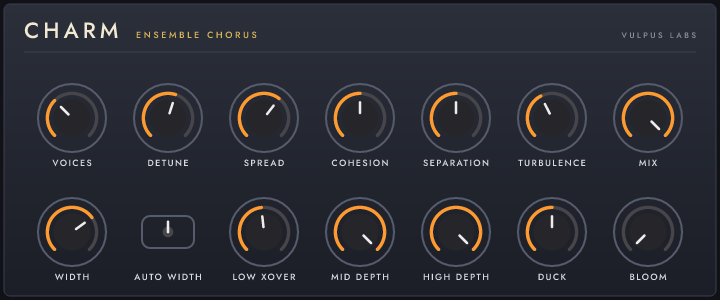 CHARM ENSEMBLE CHORUS VULPUS LABS
VOICES DETUNE SPREAD COHESION SEPARATION TURBULENCE MIX
WIDTH AUTO WIDTH LOW XOVER MID DEPTH HIGH DEPTH DUCK BLOOM